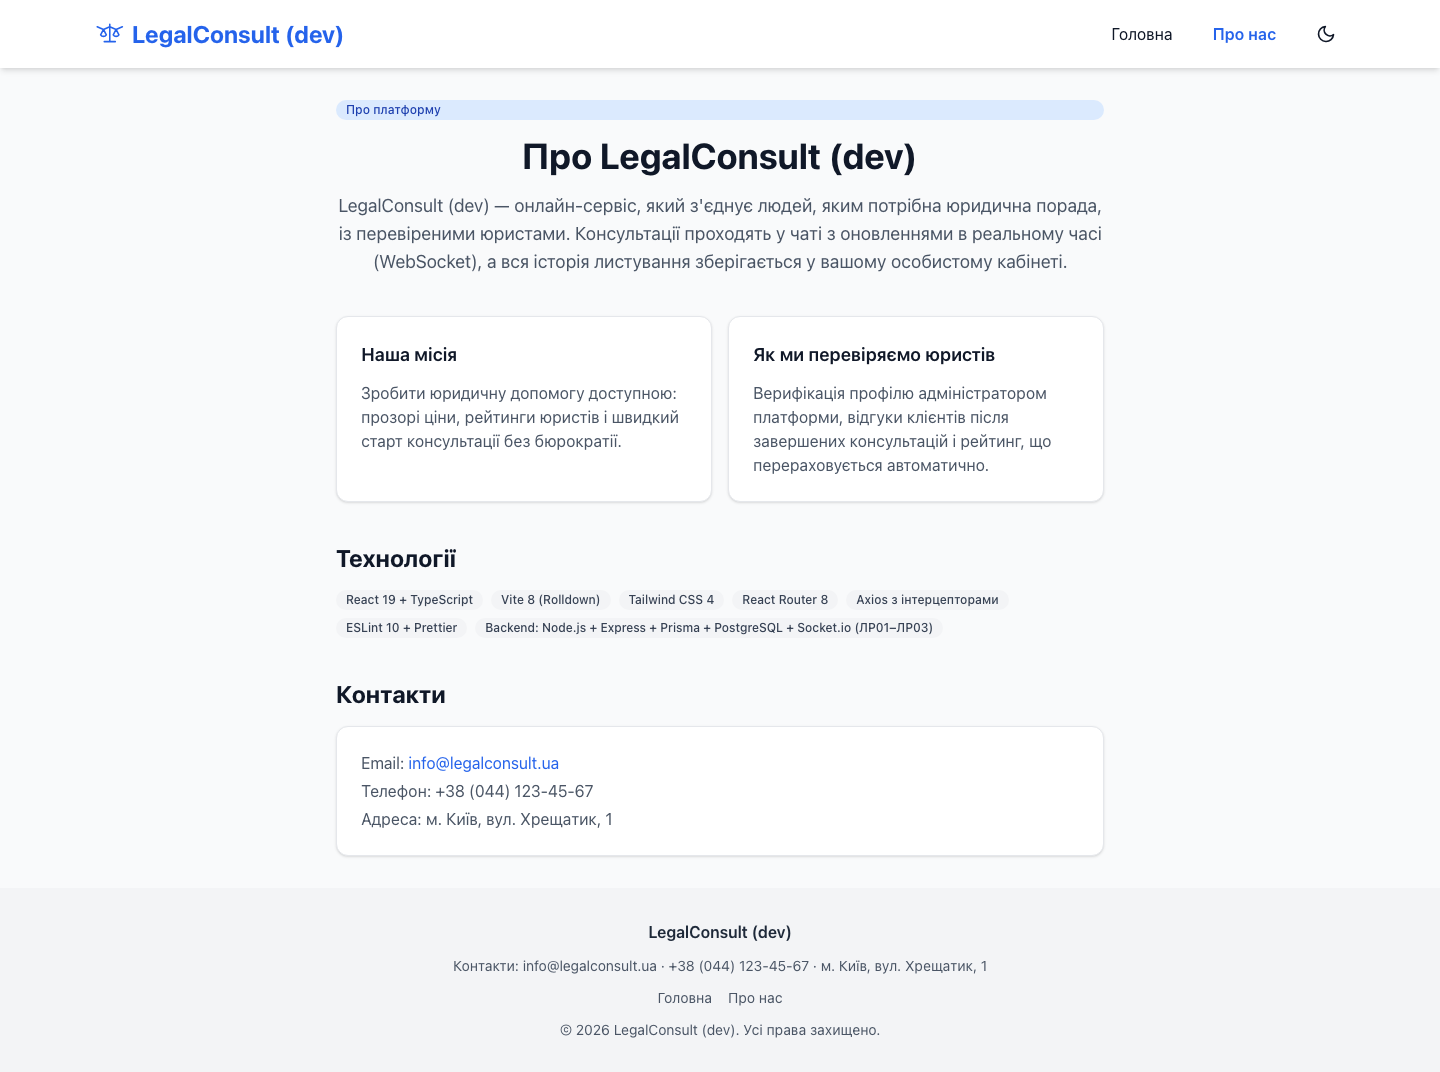 LegalConsult (dev)
Головна
Про нас
Про платформу
Про LegalConsult (dev)
LegalConsult (dev) — онлайн-сервіс, який з'єднує людей, яким потрібна юридична порада,
із перевіреними юристами. Консультації проходять у чаті з оновленнями в реальному часі
(WebSocket), а вся історія листування зберігається у вашому особистому кабінеті.
Наша місія
Зробити юридичну допомогу доступною:
прозорі ціни, рейтинги юристів і швидкий
старт консультації без бюрократії.
Як ми перевіряємо юристів
Верифікація профілю адміністратором
платформи, відгуки клієнтів після
завершених консультацій і рейтинг, що
перераховується автоматично.
Технології
React 19 + TypeScript
Vite 8 (Rolldown)
Tailwind CSS 4
React Router 8
Axios з інтерцепторами
ESLint 10 + Prettier
Backend: Node.js + Express + Prisma + PostgreSQL + Socket.io (ЛР01–ЛР03)
Контакти
Email: info@legalconsult.ua
Телефон: +38 (044) 123-45-67
Адреса: м. Київ, вул. Хрещатик, 1
LegalConsult (dev)
Контакти: info@legalconsult.ua · +38 (044) 123-45-67 · м. Київ, вул. Хрещатик, 1
Головна
Про нас
© 2026 LegalConsult (dev). Усі права захищено.